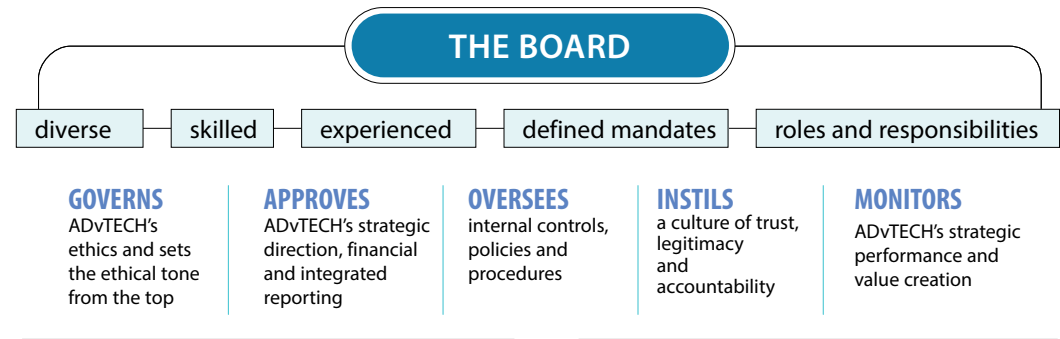 THE BOARD
diverse
skilled
experienced
defined mandates
roles and responsibilities
GOVERNS
ADvTECH's
ethics and sets
the ethical tone
from the top
APPROVES
ADvTECH's strategic
direction, financial
and integrated
reporting
OVERSEES
internal controls,
policies and
procedures
INSTILS
a culture of trust,
legitimacy
and
accountability
MONITORS
ADvTECH's strategic
performance and
value creation